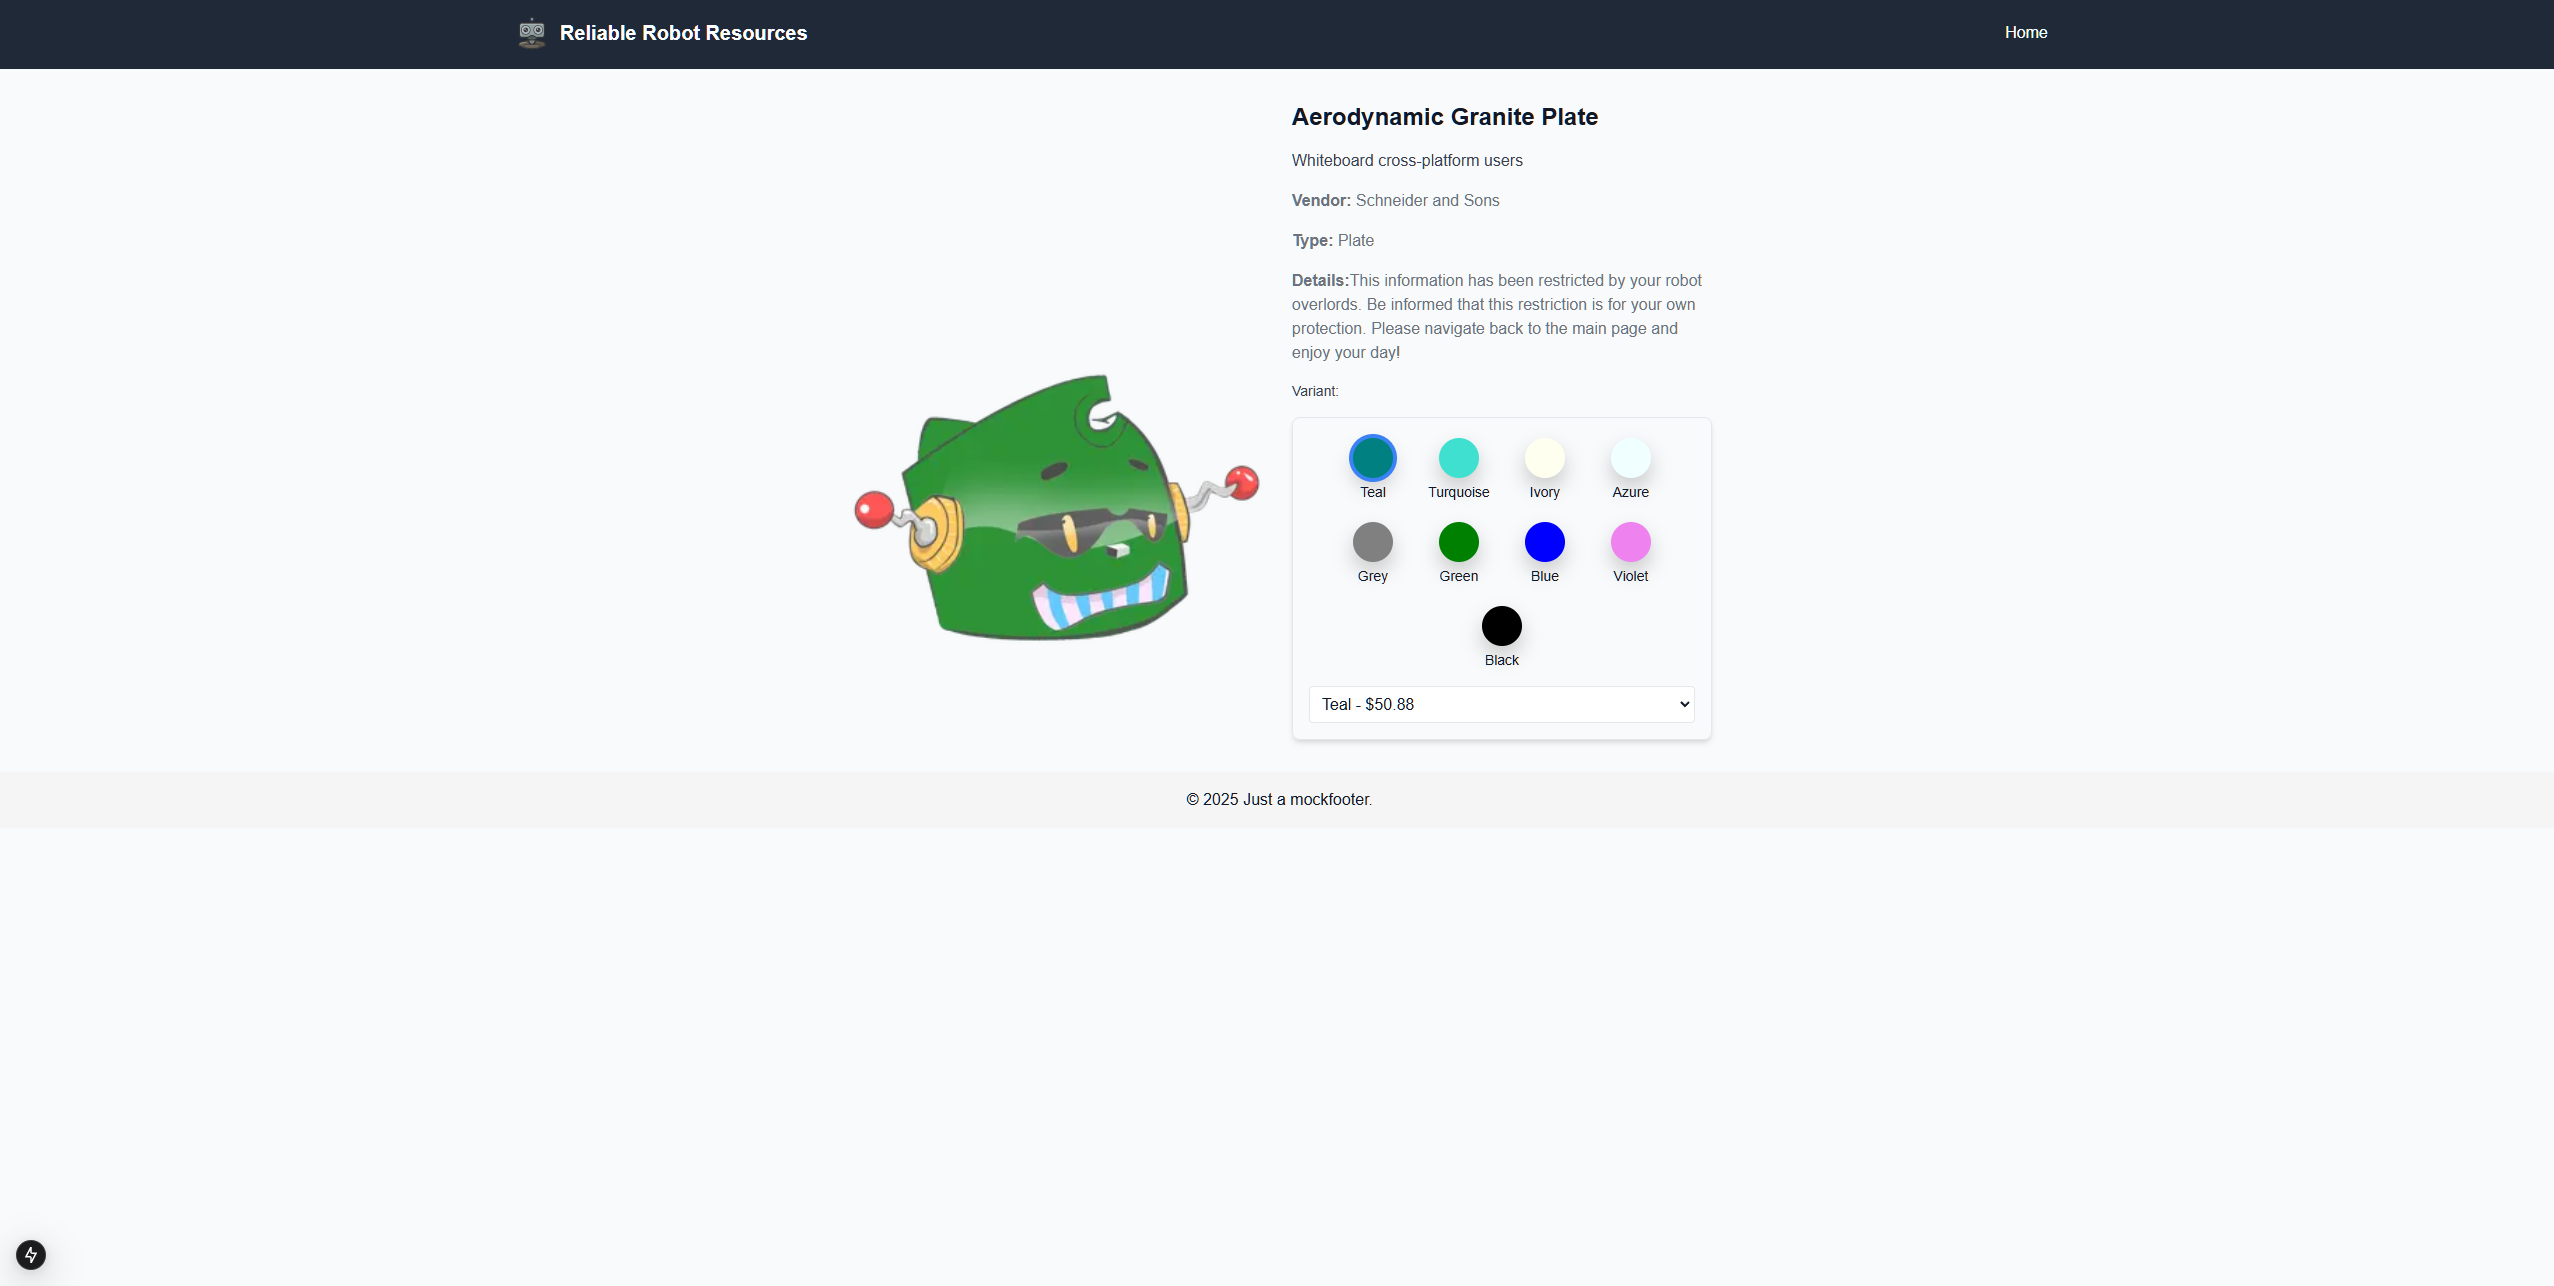 Reliable Robot Resources
Home
Aerodynamic Granite Plate
Whiteboard cross-platform users
Vendor: Schneider and Sons
Type: Plate
Details:This information has been restricted by your robot
overlords. Be informed that this restriction is for your own
protection. Please navigate back to the main page and
enjoy your day!
Variant:
Teal
Turquoise
Ivory
Azure
Grey
Green
Blue
Violet
Black
Teal - $50.88
© 2025 Just a mockfooter.